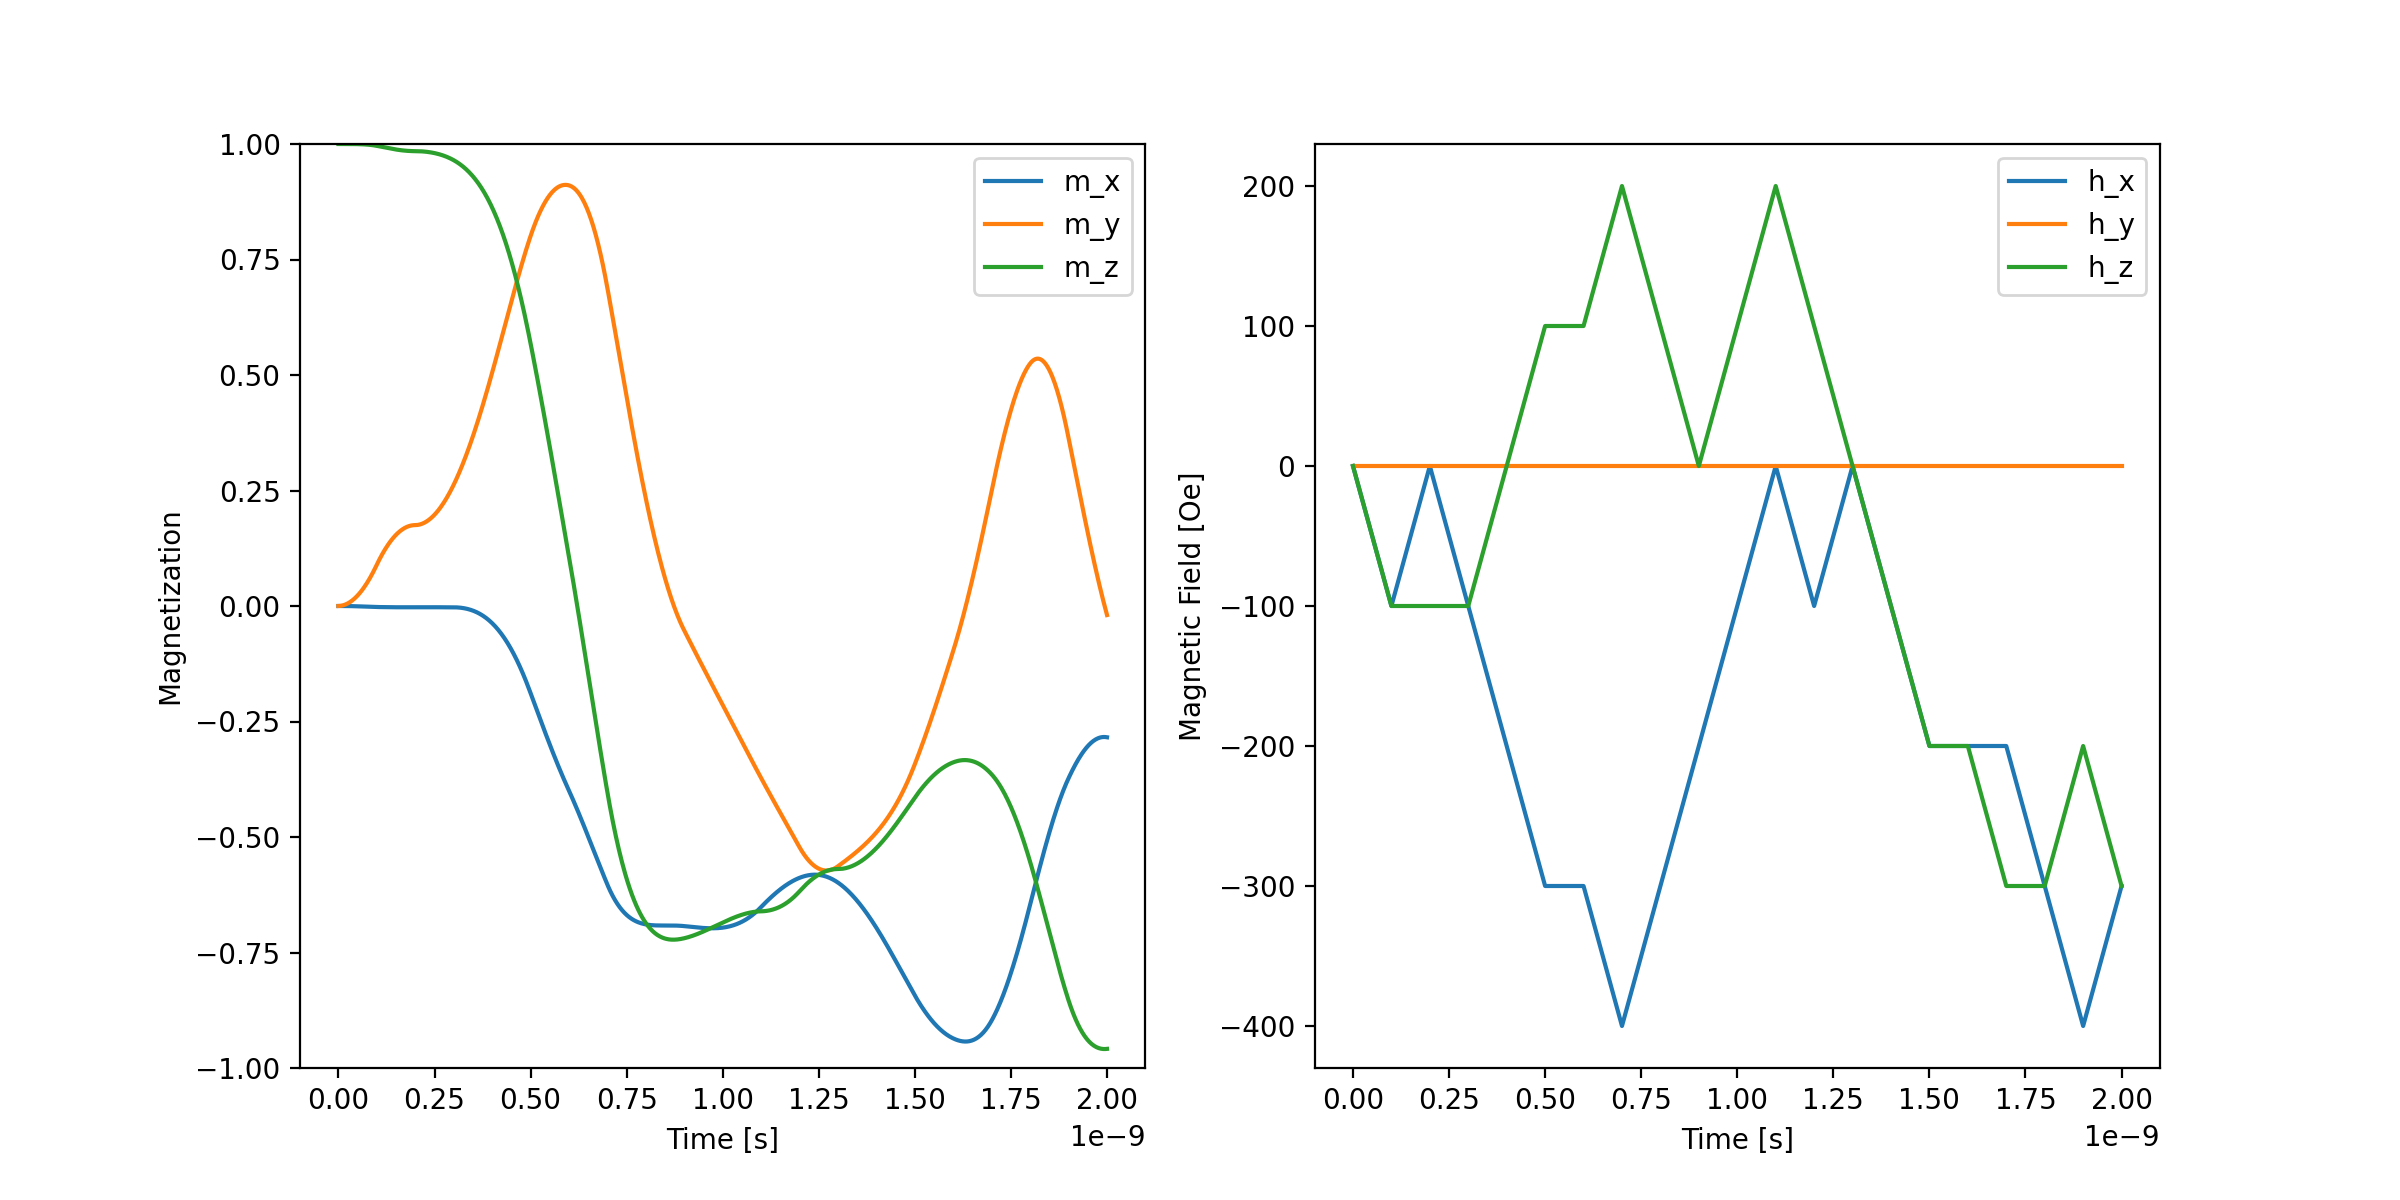 1.00
0.75
0.50
0.25
0.00
−0.25
−0.50
−0.75
−1.00
Magnetization
0.00 0.25 0.50 0.75 1.00 1.25 1.50 1.75 2.00
Time [s]
1e−9
m_x
m_y
m_z
200
100
0
−100
−200
−300
−400
Magnetic Field [Oe]
0.00 0.25 0.50 0.75 1.00 1.25 1.50 1.75 2.00
Time [s]
1e−9
h_x
h_y
h_z